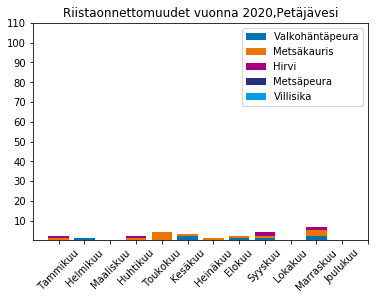 Riistaonnettomuudet vuonna 2020,Petäjävesi
110
100
90
80
70
60
50
40
30
20
10
Valkohäntäpeura
Metsäkauris
Hirvi
Metsäpeura
Villisika
Tammikuu
Helmikuu
Maaliskuu
Huhtikuu
Toukokuu
Kesäkuu
Heinäkuu
Elokuu
Syyskuu
Lokakuu
Marraskuu
Joulukuu